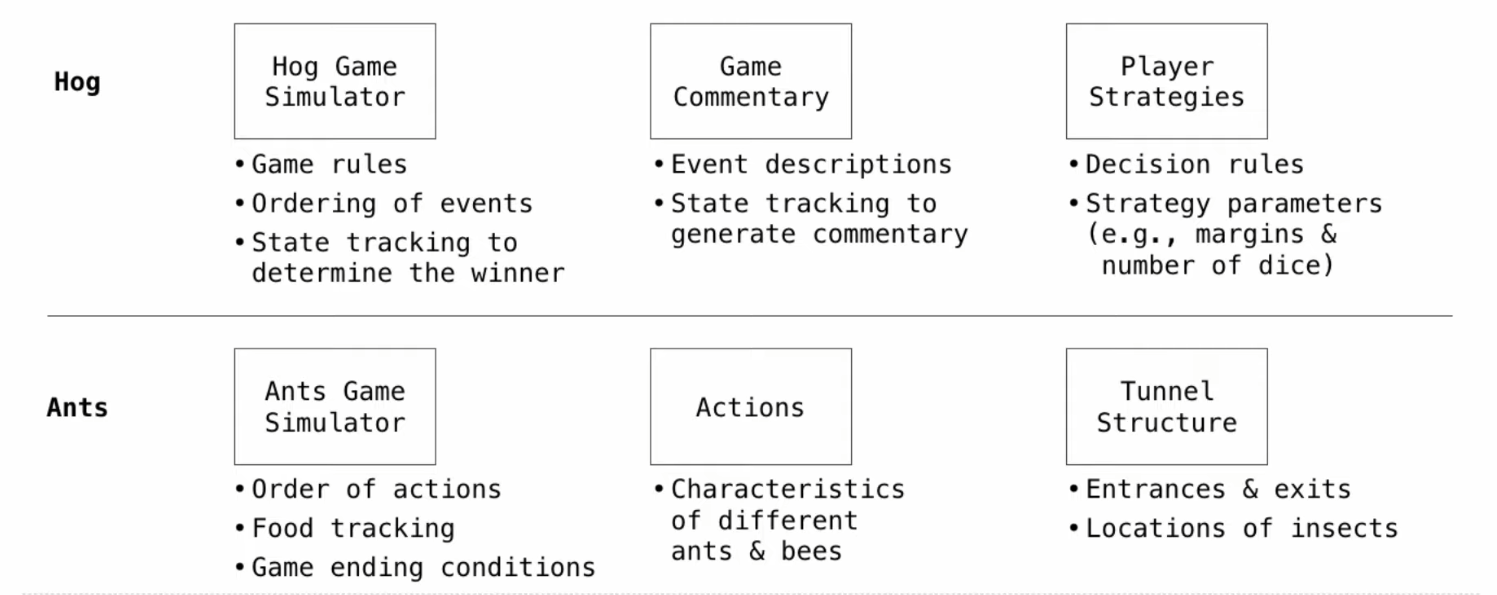 Hog
Hog Game
Simulator
• Game rules
• Ordering of events
• State tracking to
determine the winner
Game
Commentary
• Event descriptions
• State tracking to
generate commentary
Player
Strategies
• Decision rules
• Strategy parameters
(e.g., margins &
number of dice)
Ants
Ants Game
Simulator
• Order of actions
• Food tracking
• Game ending conditions
Actions
• Characteristics
of different
ants & bees
Tunnel
Structure
• Entrances & exits
• Locations of insects